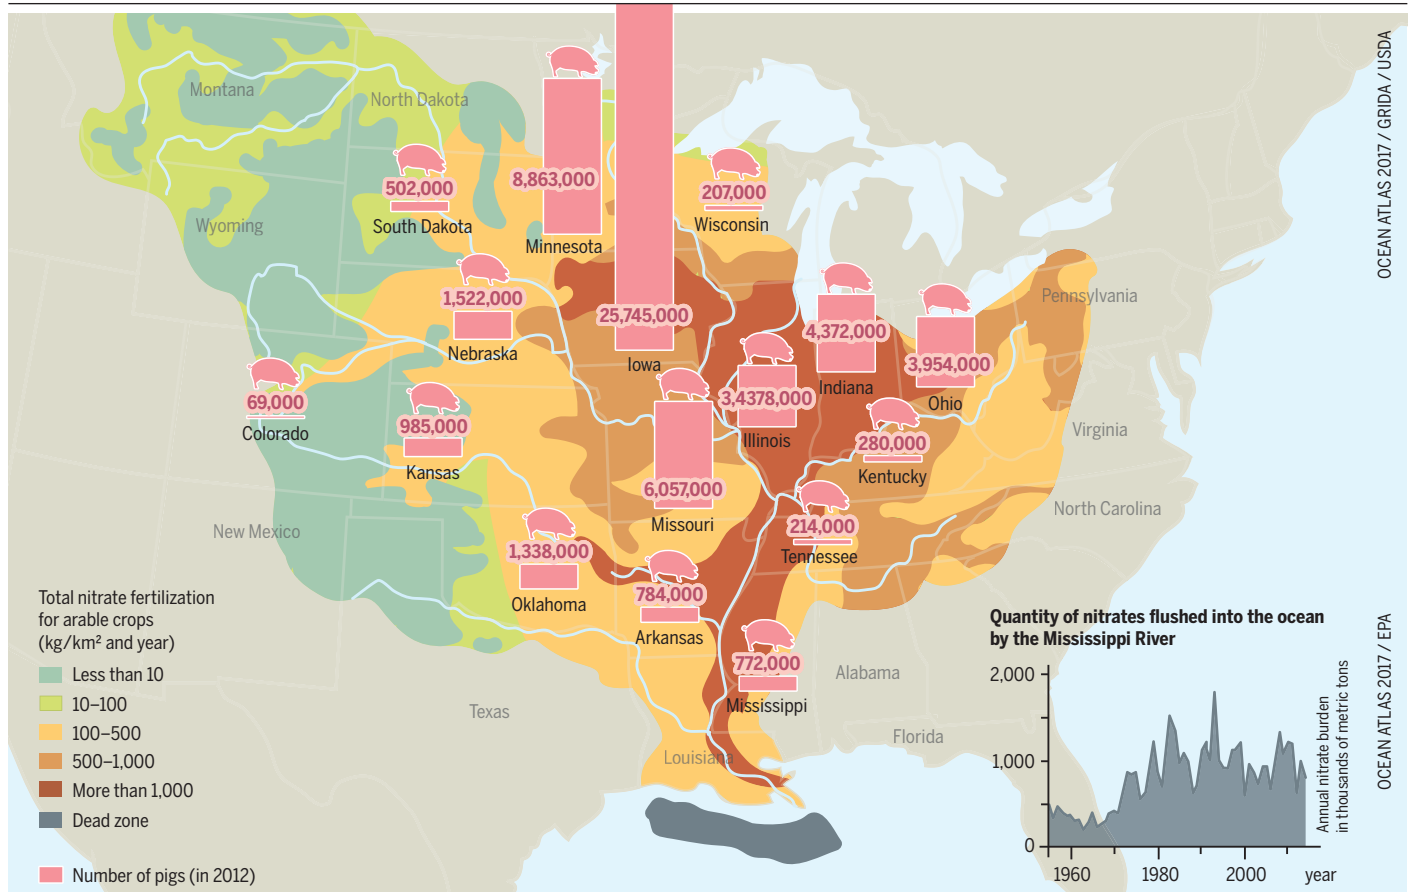 OCEAN ATLAS 2017 / GRIDA / USDA
Montana
North Dakota
502,000
South Dakota
8,863,000
Minnesota
207,000
Wisconsin
Wyoming
1,522,000
Nebraska
25,745,000
Iowa
4,372,000
Indiana
3,954,000
Ohio
Pennsylvania
69,000
Colorado
985,000
Kansas
3,4378,000
Illinois
280,000
Kentucky
Virginia
6,057,000
Missouri
214,000
Tennessee
North Carolina
New Mexico
1,338,000
Oklahoma
784,000
Arkansas
772,000
Mississippi
Alabama
Texas
Louisiana
Florida
Total nitrate fertilization
for arable crops
(kg/km² and year)
Less than 10
10–100
100–500
500–1,000
More than 1,000
Dead zone
Number of pigs (in 2012)
Quantity of nitrates flushed into the ocean
by the Mississippi River
2,000
1,000
0
1960
1980
2000
year
Annual nitrate burden
in thousands of metric tons
OCEAN ATLAS 2017 / EPA